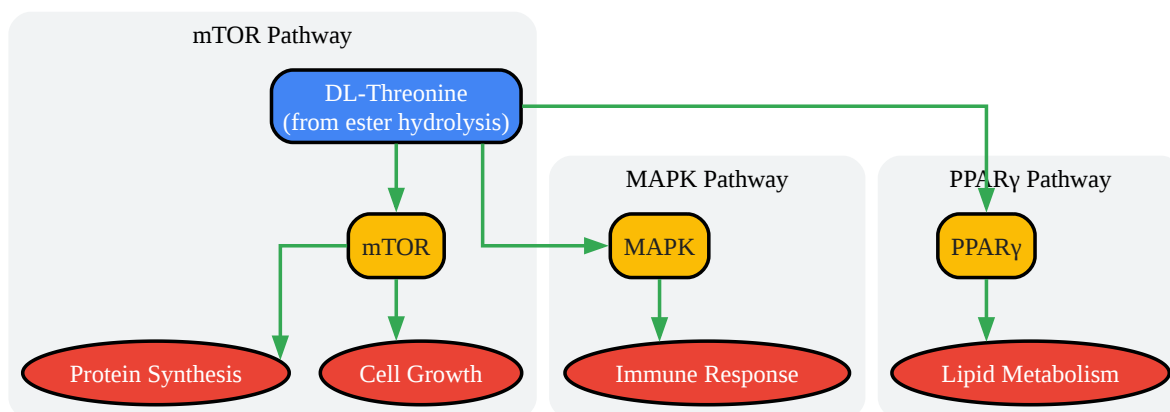 mTOR Pathway
DL-Threonine
(from ester hydrolysis)
MAPK Pathway
PPARγ Pathway
mTOR
MAPK
PPARγ
Protein Synthesis
Cell Growth
Immune Response
Lipid Metabolism